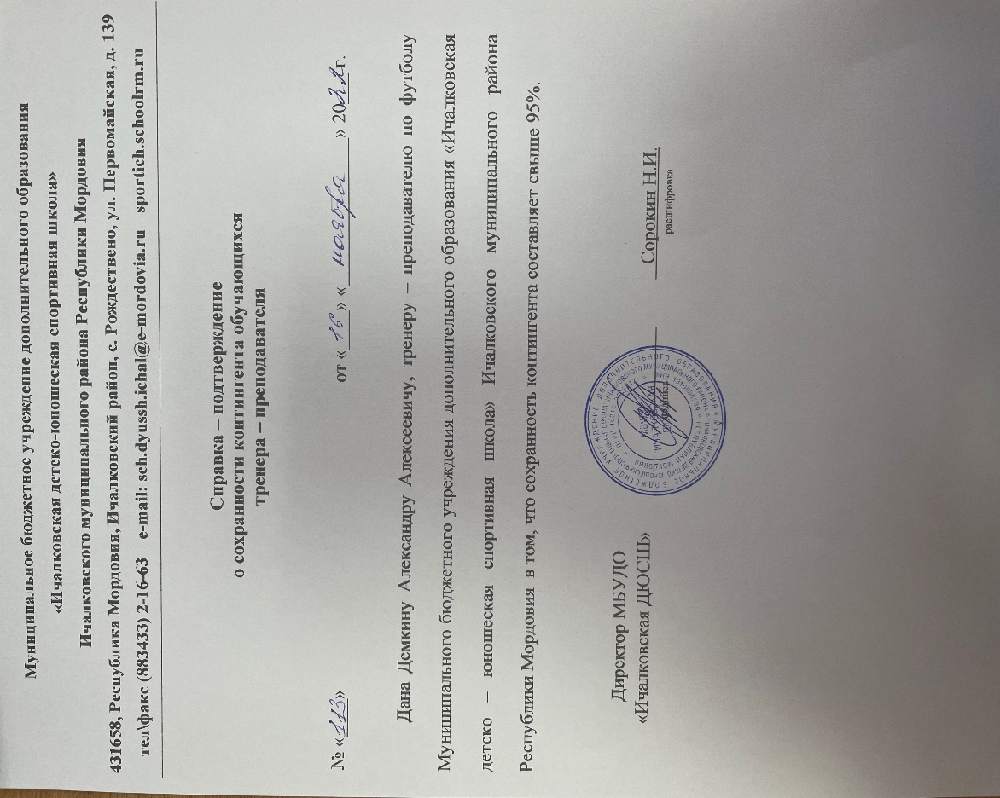 Муниципальное бюджетное учреждение дополнительного образования
«Ичалковская детско-юношеская спортивная школа»
Ичалковского муниципального района Республики Мордовия
431658, Республика Мордовия, Ичалковский район, с. Рождествено, ул. Первомайская, д. 139
тел\факс (883433) 2-16-63 e-mail: sch.dyussh.ichal@e-mordovia.ru sportich.schoolrm.ru
Справка – подтверждение
о сохранности контингента обучающихся
тренера – преподавателя
№ «113» от « 16 » « ноября » 2022г.
Дана Демкину Александру Алексеевичу, тренеру – преподавателю по футболу
Муниципального бюджетного учреждения дополнительного образования «Ичалковская
детско – юношеская спортивная школа» Ичалковского муниципального района
Республики Мордовия в том, что сохранность контингента составляет свыше 95%.
Директор МБУДО
«Ичалковская ДЮСШ» Сорокин Н.И.
расшифровка